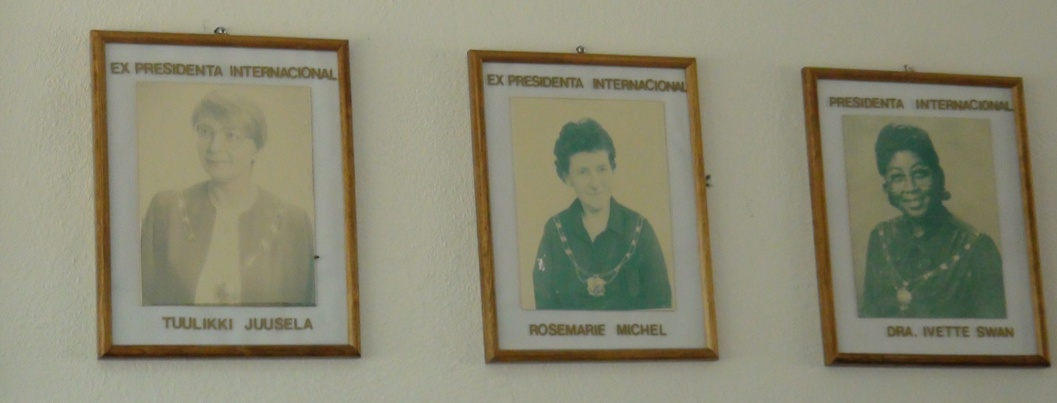 EX PRESIDENTA INTERNACIONAL
TUULIKKI JUUSELA
EX PRESIDENTA INTERNACIONAL
ROSEMARIE MICHEL
PRESIDENTA INTERNACIONAL
DRA. IVETTE SWAN